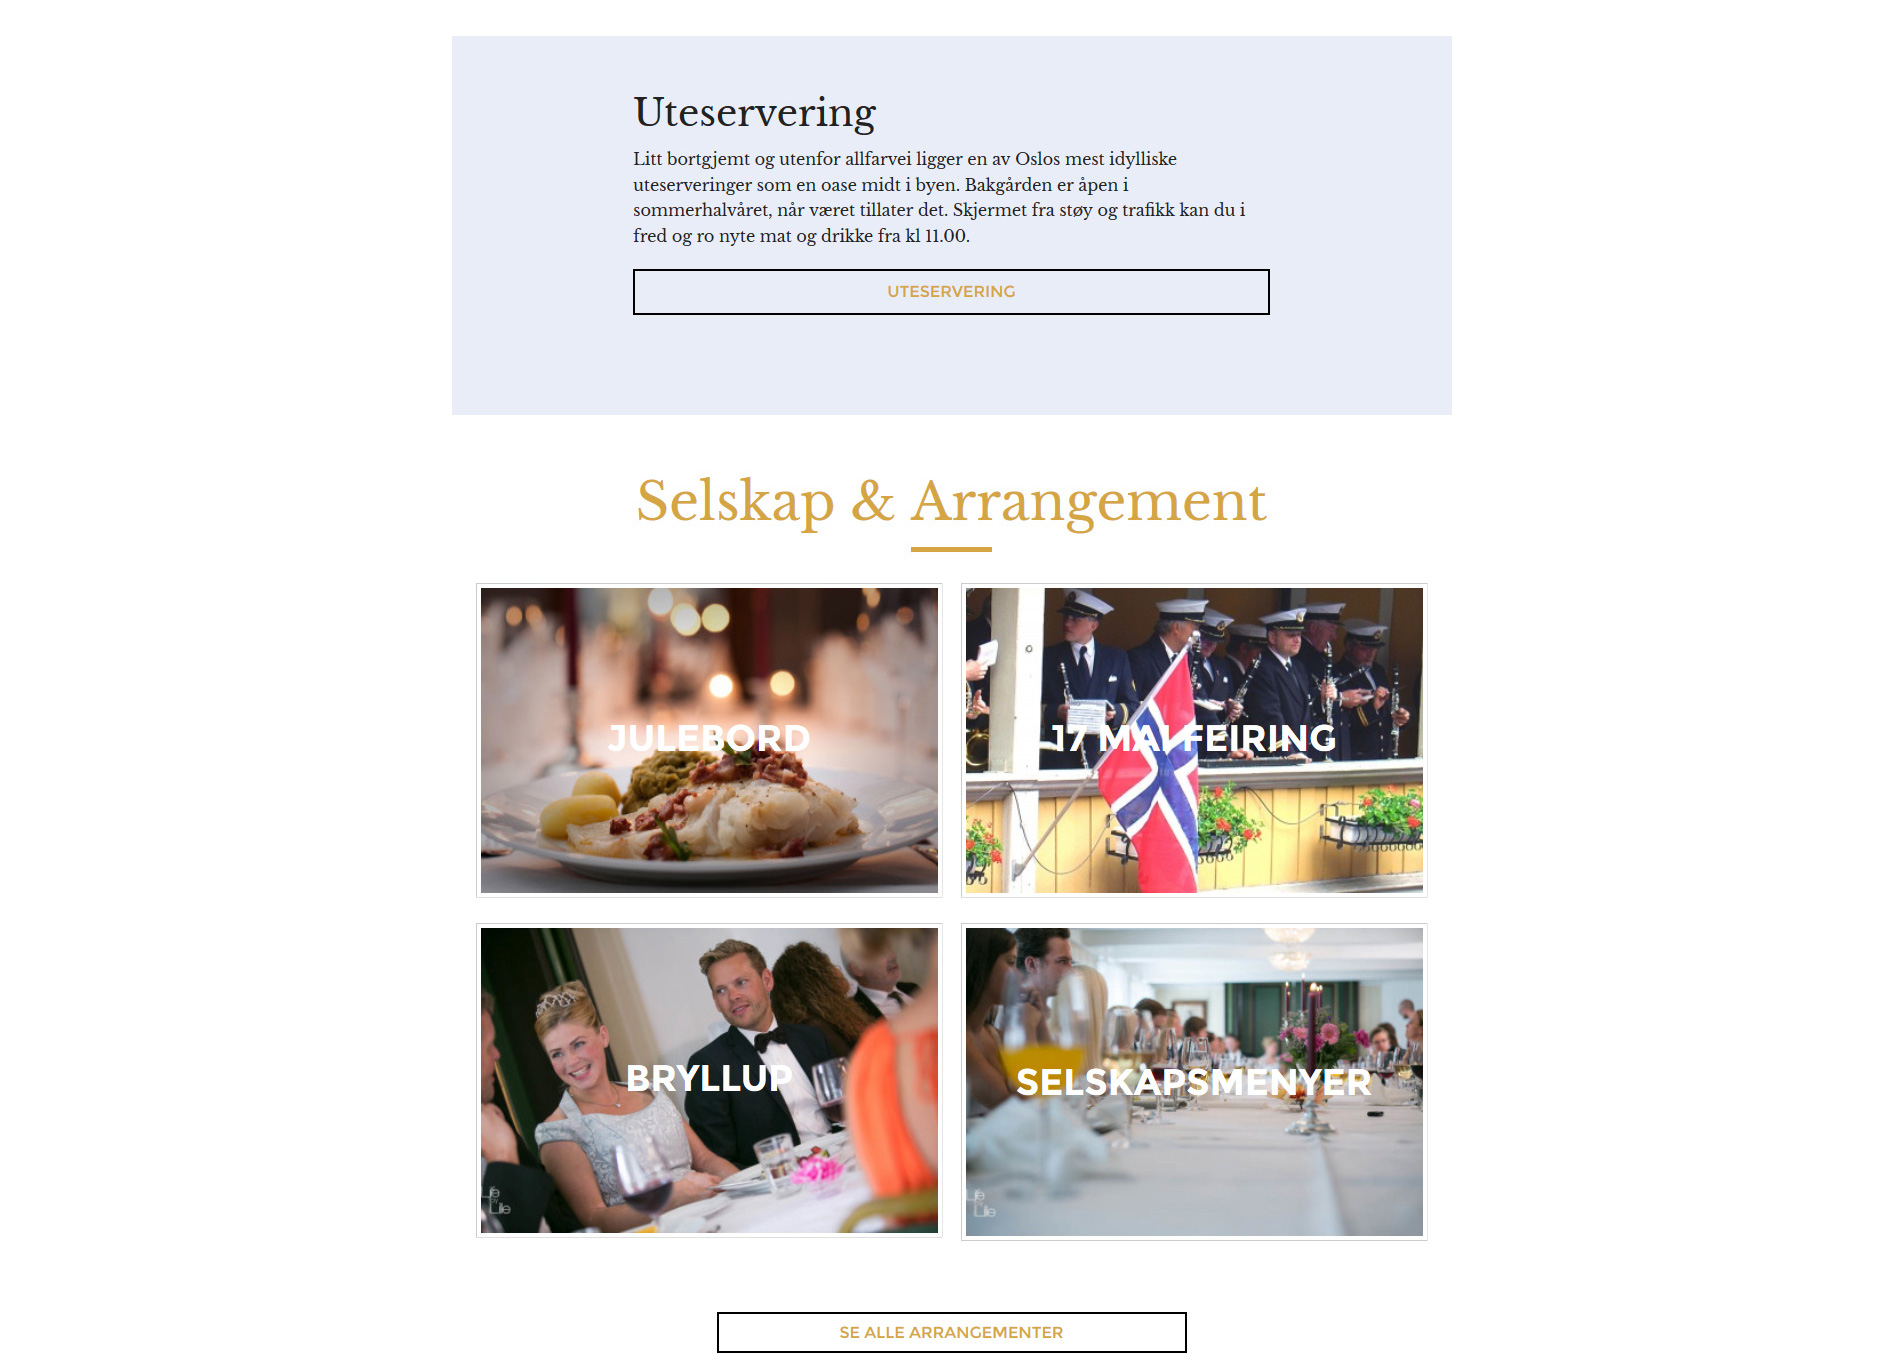 Uteservering
Litt bortgjemt og utenfor allfarvei ligger en av Oslos mest idylliske
uteserveringer som en oase midt i byen. Bakgården er åpen i
sommerhalvåret, når været tillater det. Skjermet fra støy og trafikk kan du i
fred og ro nyte mat og drikke fra kl 11.00.
UTESERVERING
Selskap & Arrangement
JULEBORD
17 MAI FEIRING
BRYLLUP
SELSKAPSMENYER
SE ALLE ARRANGEMENTER